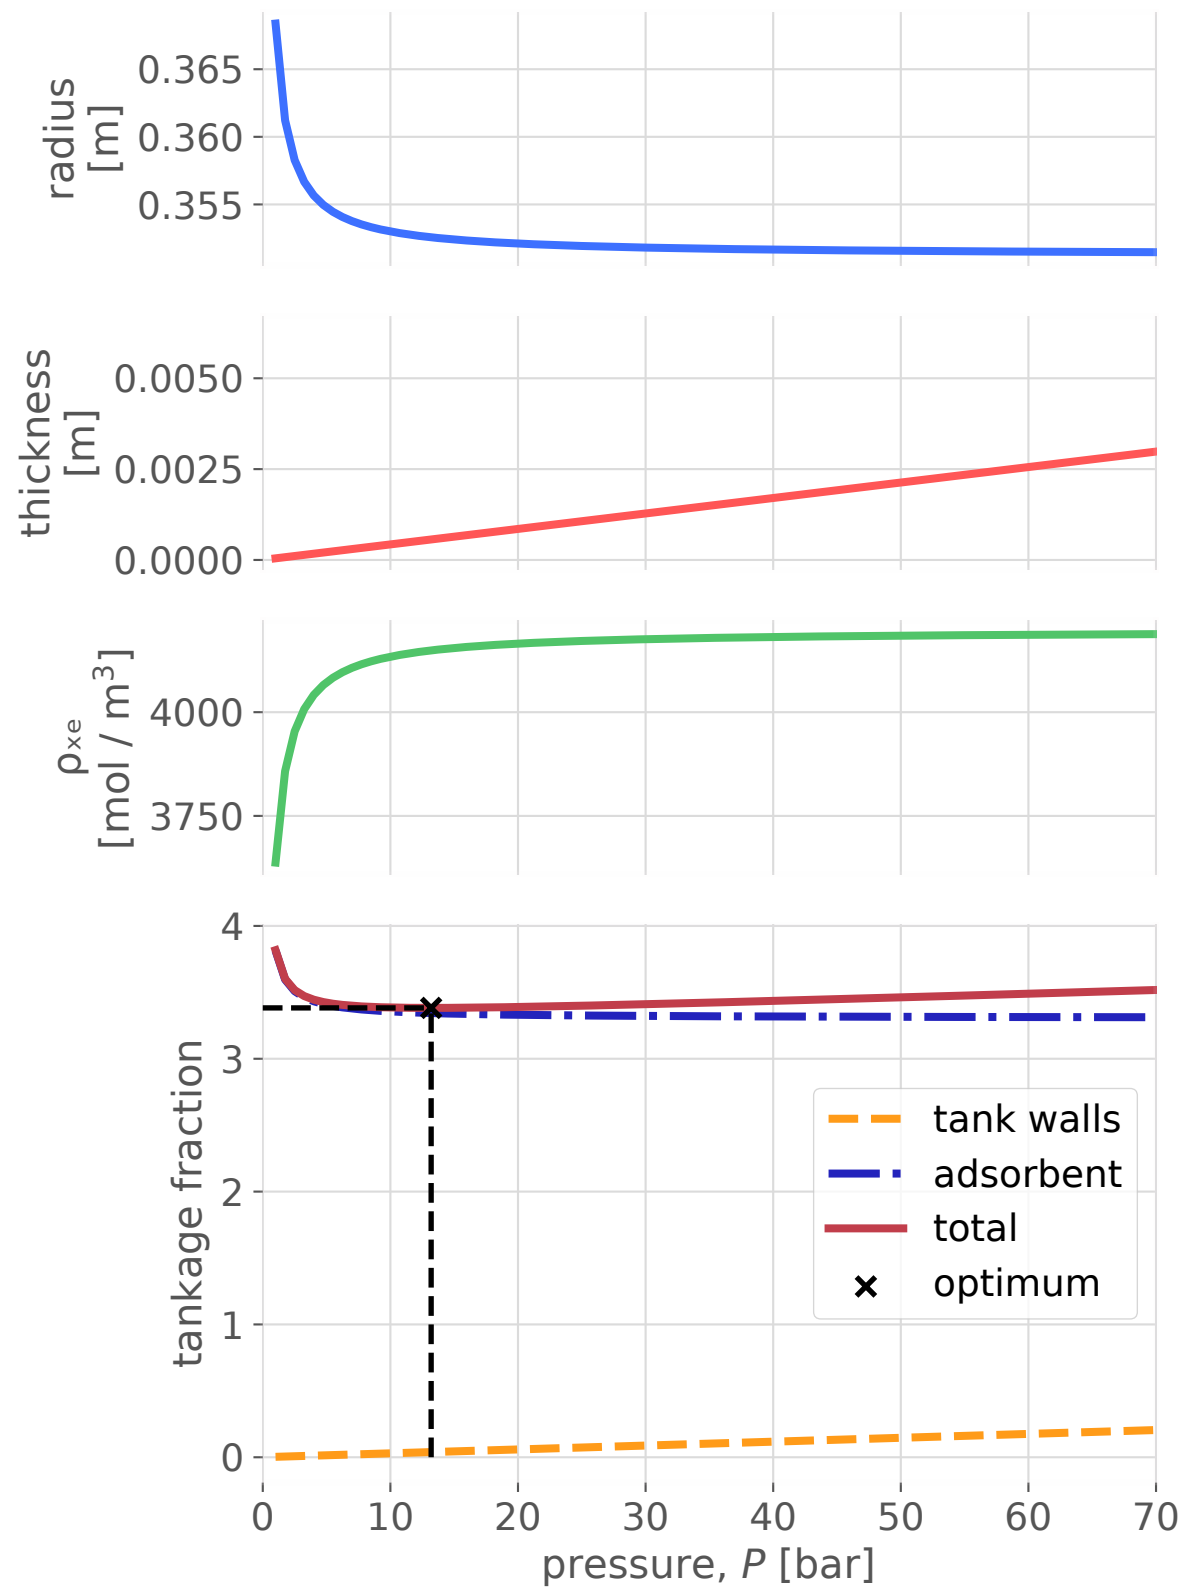 radius
[m]
0.365
0.360
0.355
thickness
[m]
0.0050
0.0025
0.0000
ρₓₑ
[mol / m³]
4000
3750
tankage fraction
4
3
2
1
0
tank walls
adsorbent
total
optimum
0 10 20 30 40 50 60 70
pressure, P [bar]